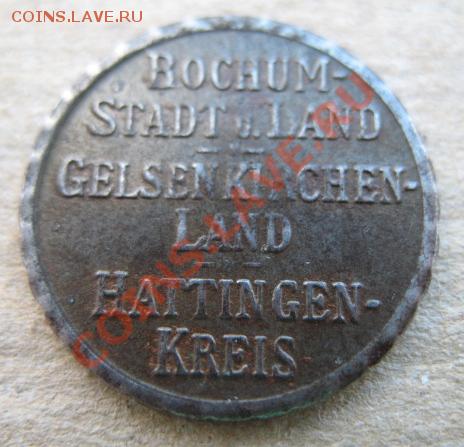 COINS.LAVE.RU
BOCHUM-
STADT u. LAND
GELSENKIRCHEN-
LAND
HATTINGEN-
KREIS
COINS.LAVE.RU